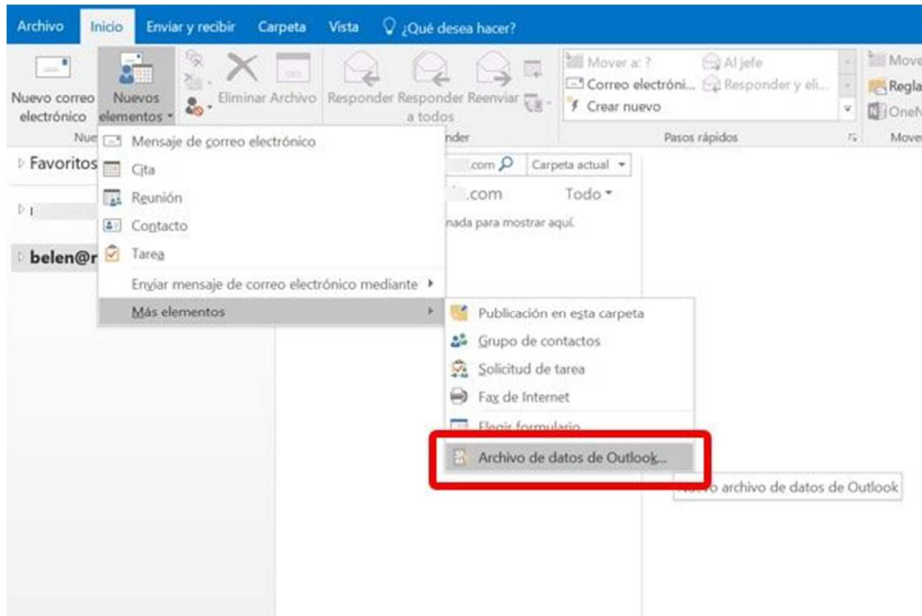 Archivo Inicio Enviar y recibir Carpeta Vista ¿Qué desea hacer?
Nuevo correo electrónico
Nuevos elementos
Eliminar Archivo
Responder Responder a todos Reenviar
Mover a: ? Al jefe
Correo electróni... Responder y eli...
Crear nuevo
Pasos rápidos
Move
Regla
OneN
Mover
Nue
nder
Favoritos
belen@r
Mensaje de correo electrónico
Cita
Reunión
Contacto
Tarea
Enviar mensaje de correo electrónico mediante
Más elementos
.com Carpeta actual
.com Todo
nada para mostrar aquí.
Publicación en esta carpeta
Grupo de contactos
Solicitud de tarea
Fax de Internet
Elegir formulario
Archivo de datos de Outlook...
Nuevo archivo de datos de Outlook